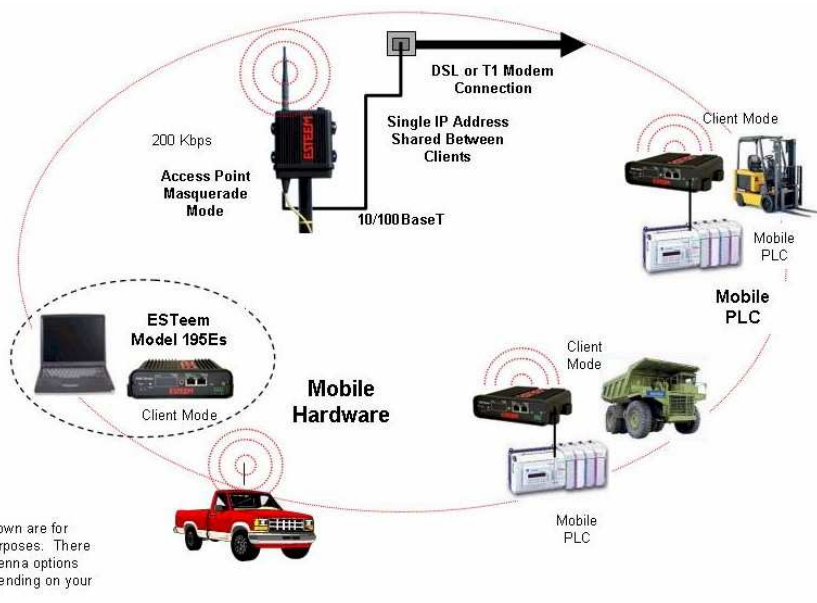 DSL or T1 Modem
Connection
Single IP Address
Shared Between
Clients
200 Kbps
Access Point
Masquerade
Mode
ESTEEM
10/100BaseT
Client Mode
Mobile
PLC
Mobile
PLC
ESTeem
Model 195Es
ESTEEM
Client Mode
Mobile
Hardware
Client
Mode
ESTEEM
Mobile
PLC
own are for
rposes. There
enna options
ending on your